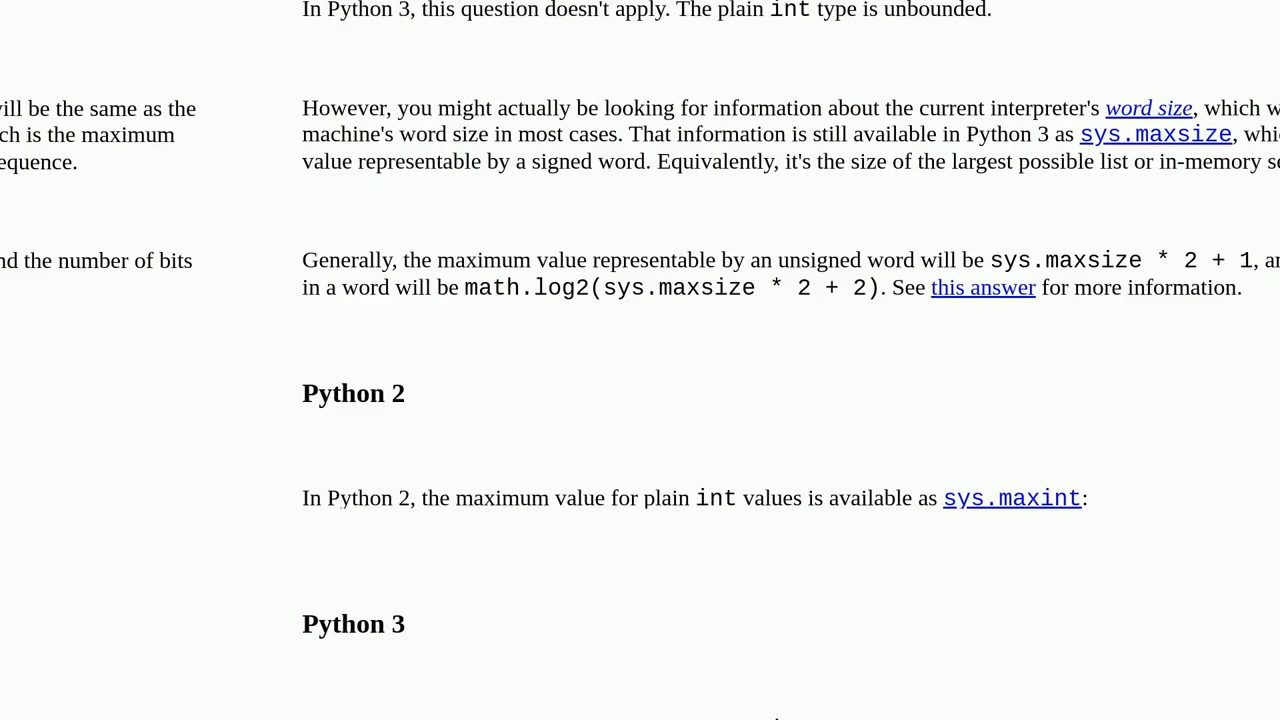 In Python 3, this question doesn't apply. The plain int type is unbounded.
ill be the same as the
ch is the maximum
equence.
However, you might actually be looking for information about the current interpreter's word size, which w
machine's word size in most cases. That information is still available in Python 3 as sys.maxsize, whi
value representable by a signed word. Equivalently, it's the size of the largest possible list or in-memory se
nd the number of bits
Generally, the maximum value representable by an unsigned word will be sys.maxsize * 2 + 1, an
in a word will be math.log2(sys.maxsize * 2 + 2). See this answer for more information.
Python 2
In Python 2, the maximum value for plain int values is available as sys.maxint:
Python 3